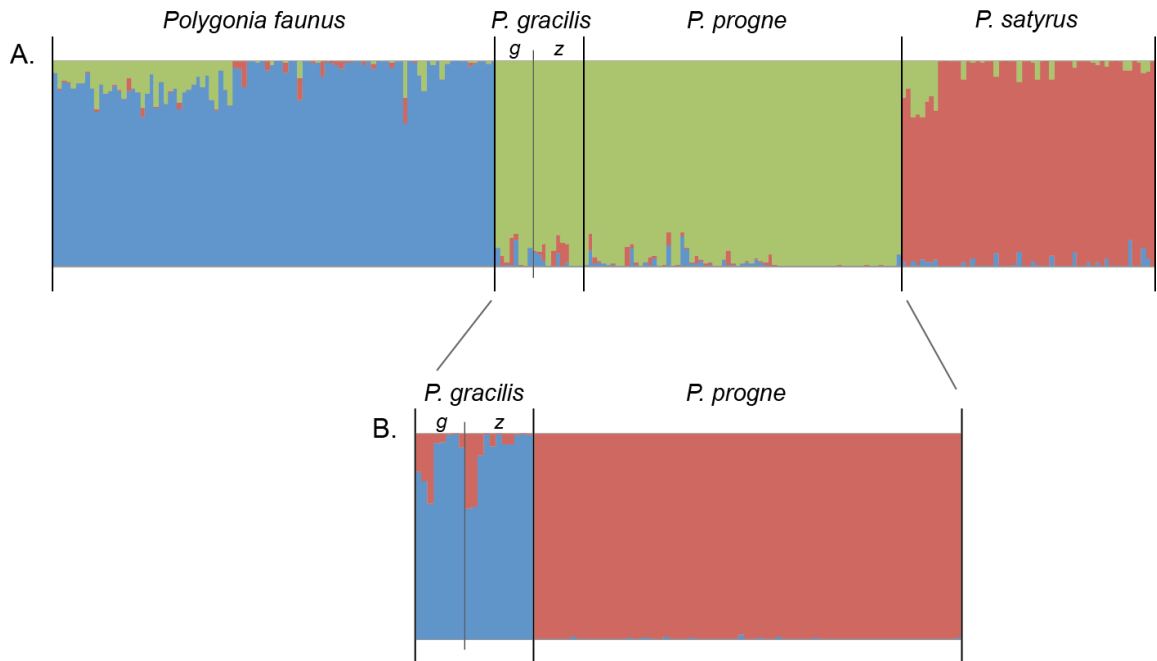 Polygonia faunus P. gracilis P. progne P. satyrus
A. g z
P. gracilis P. progne
B. g z